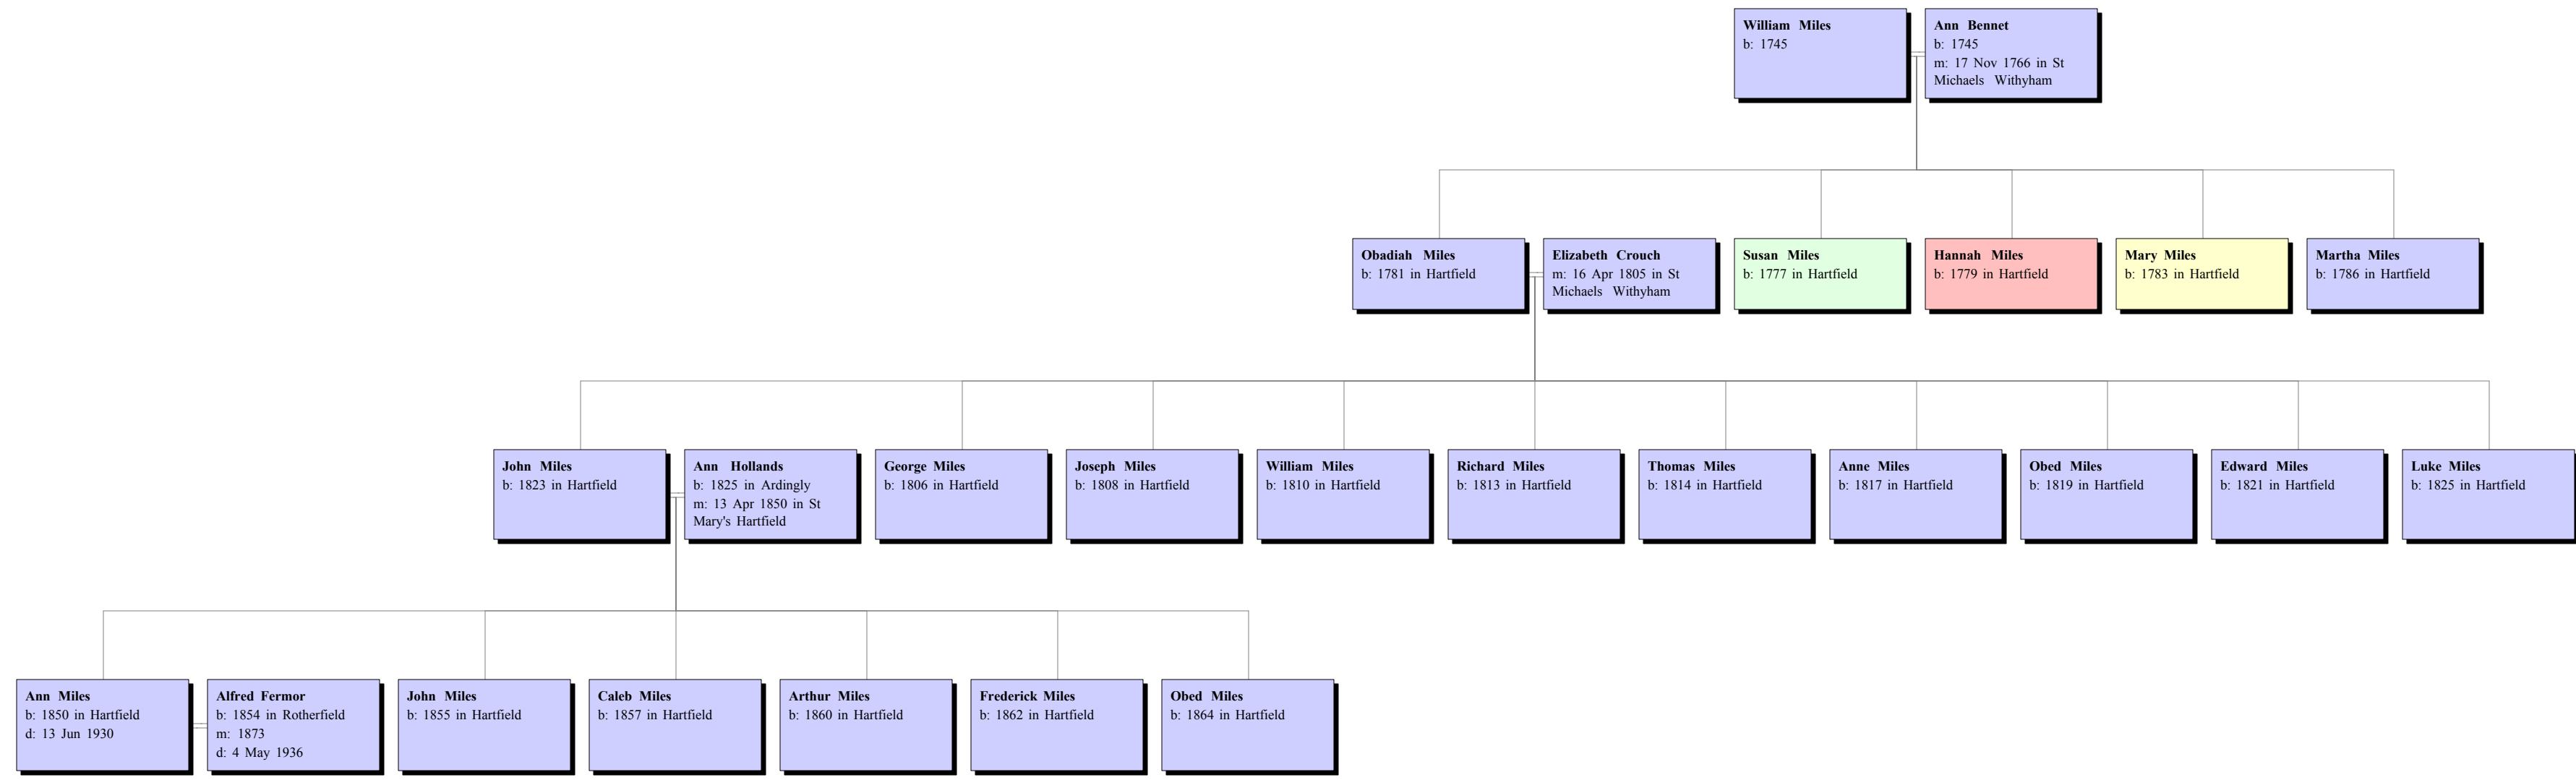 William Miles
b: 1745
Ann Bennet
b: 1745
m: 17 Nov 1766 in St
Michaels Withyham
Obadiah Miles
b: 1781 in Hartfield
Elizabeth Crouch
m: 16 Apr 1805 in St
Michaels Withyham
Susan Miles
b: 1777 in Hartfield
Hannah Miles
b: 1779 in Hartfield
Mary Miles
b: 1783 in Hartfield
Martha Miles
b: 1786 in Hartfield
John Miles
b: 1823 in Hartfield
Ann Hollands
b: 1825 in Ardingly
m: 13 Apr 1850 in St
Mary's Hartfield
George Miles
b: 1806 in Hartfield
Joseph Miles
b: 1808 in Hartfield
William Miles
b: 1810 in Hartfield
Richard Miles
b: 1813 in Hartfield
Thomas Miles
b: 1814 in Hartfield
Anne Miles
b: 1817 in Hartfield
Obed Miles
b: 1819 in Hartfield
Edward Miles
b: 1821 in Hartfield
Luke Miles
b: 1825 in Hartfield
Ann Miles
b: 1850 in Hartfield
d: 13 Jun 1930
Alfred Fermor
b: 1854 in Rotherfield
m: 1873
d: 4 May 1936
John Miles
b: 1855 in Hartfield
Caleb Miles
b: 1857 in Hartfield
Arthur Miles
b: 1860 in Hartfield
Frederick Miles
b: 1862 in Hartfield
Obed Miles
b: 1864 in Hartfield